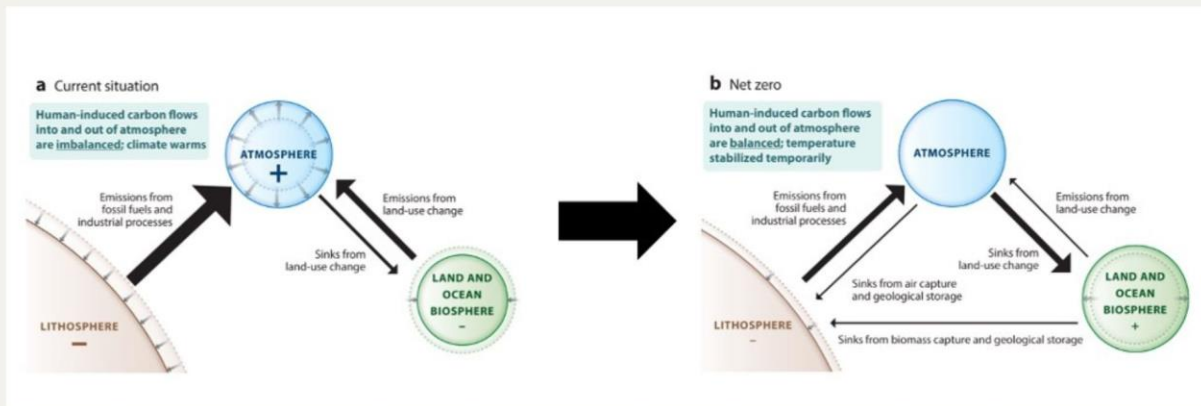 a Current situation
Human-induced carbon flows
into and out of atmosphere
are imbalanced; climate warms
ATMOSPHERE
+
Emissions from
fossil fuels and
industrial processes
Emissions from
land-use change
Sinks from
land-use change
LAND AND
OCEAN
BIOSPHERE
–
LITHOSPHERE
–
b Net zero
Human-induced carbon flows
into and out of atmosphere
are balanced; temperature
stabilized temporarily
ATMOSPHERE
Emissions from
fossil fuels and
industrial processes
Emissions from
land-use change
Sinks from
land-use change
Sinks from air capture
and geological storage
LAND AND
OCEAN
BIOSPHERE
+
LITHOSPHERE
–
Sinks from biomass capture and geological storage